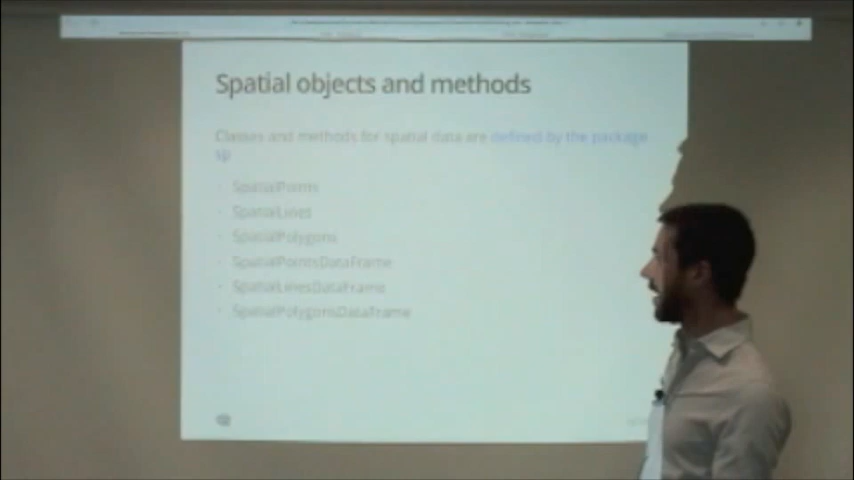 Spatial objects and methods
Classes and methods for spatial data are defined by the package
sp
SpatialPoints
SpatialLines
SpatialPolygons
SpatialPointsDataFrame
SpatialLinesDataFrame
SpatialPolygonsDataFrame